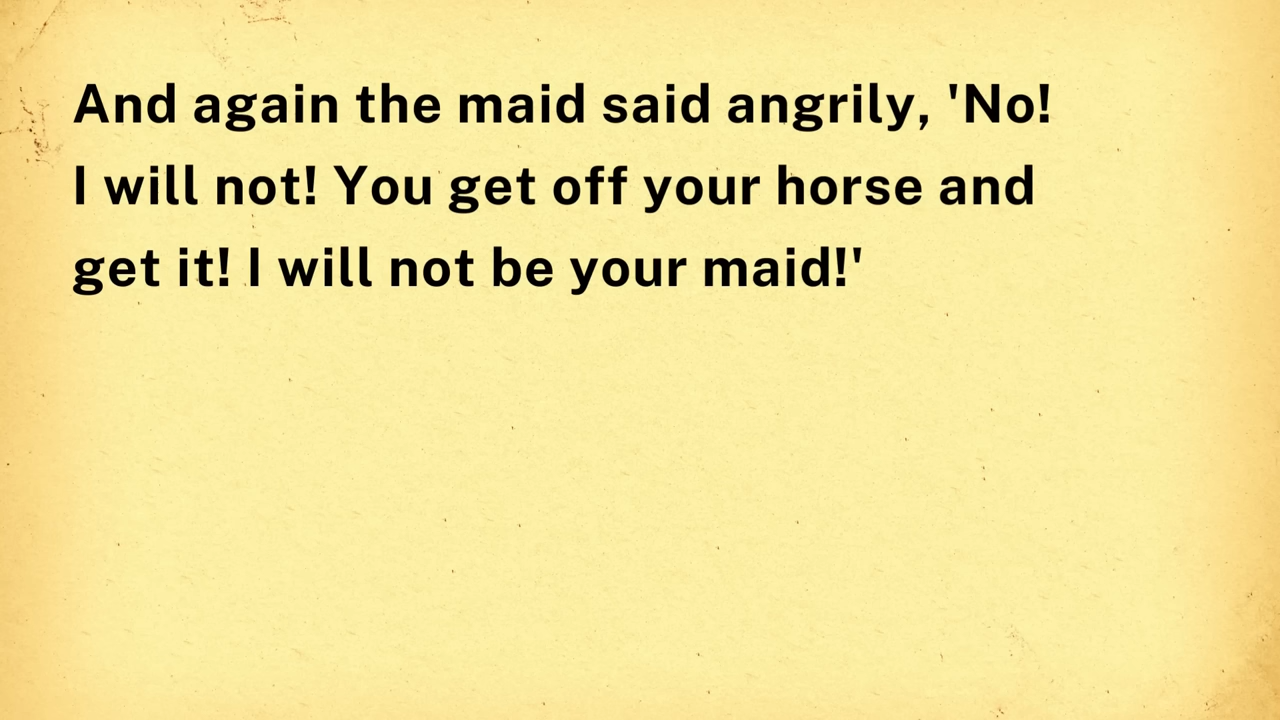 And again the maid said angrily, 'No!
I will not! You get off your horse and
get it! I will not be your maid!'